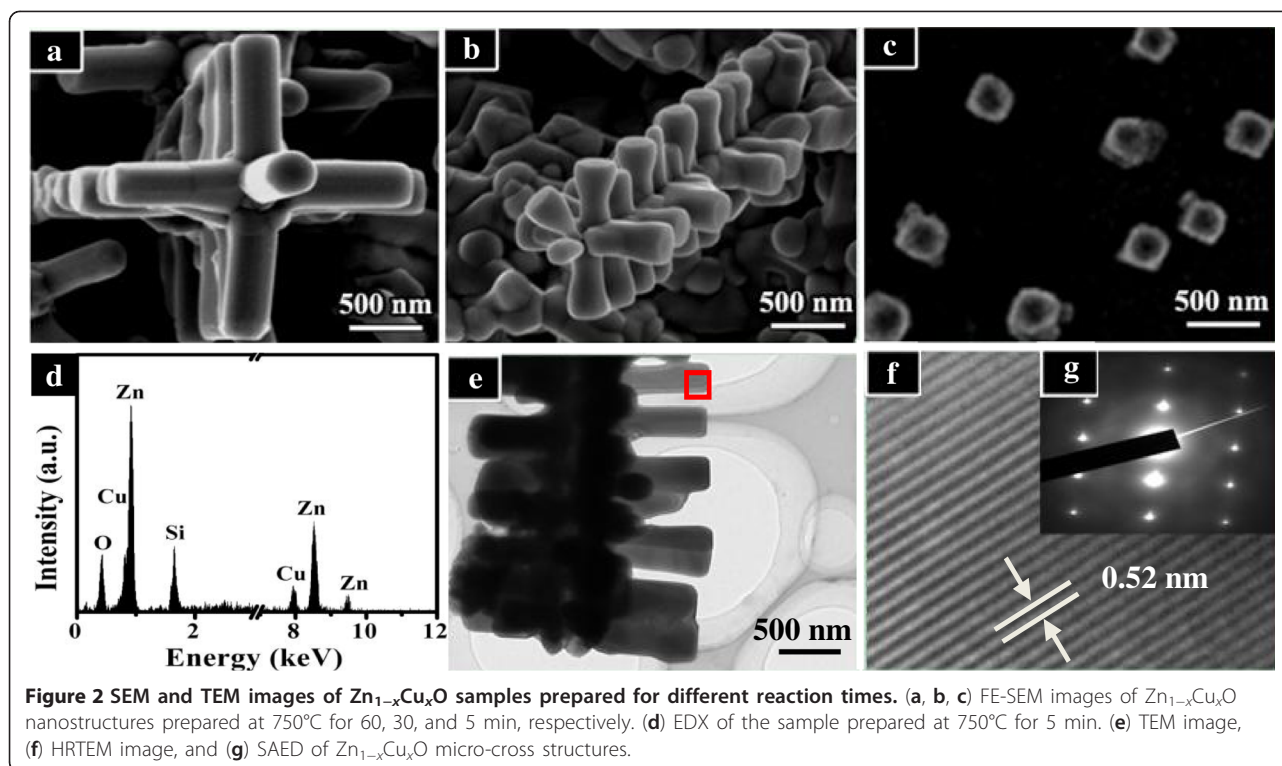 a
b
c
500 nm
500 nm
500 nm
d
Intensity (a.u.)
Zn
Cu
O
Si
Zn
Cu
Zn
0 2 8 10 12
Energy (keV)
e
500 nm
f
g
0.52 nm
Figure 2 SEM and TEM images of Zn₁₋ₓCuₓO samples prepared for different reaction times. (a, b, c) FE-SEM images of Zn₁₋ₓCuₓO
nanostructures prepared at 750°C for 60, 30, and 5 min, respectively. (d) EDX of the sample prepared at 750°C for 5 min. (e) TEM image,
(f) HRTEM image, and (g) SAED of Zn₁₋ₓCuₓO micro-cross structures.